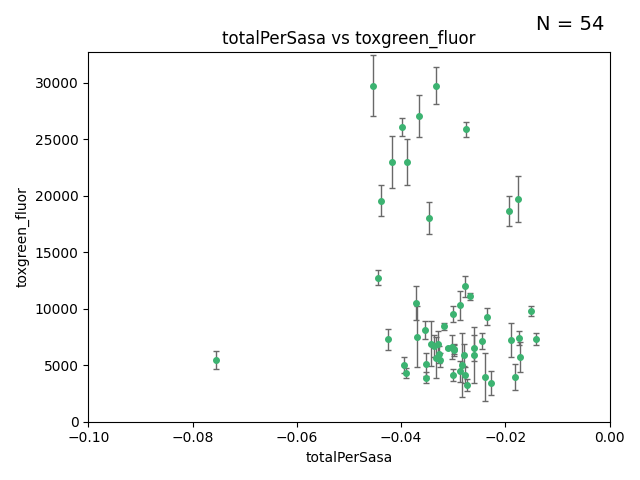 N = 54
totalPerSasa vs toxgreen_fluor
30000
25000
20000
15000
10000
5000
0
toxgreen_fluor
−0.10 −0.08 −0.06 −0.04 −0.02 0.00
totalPerSasa